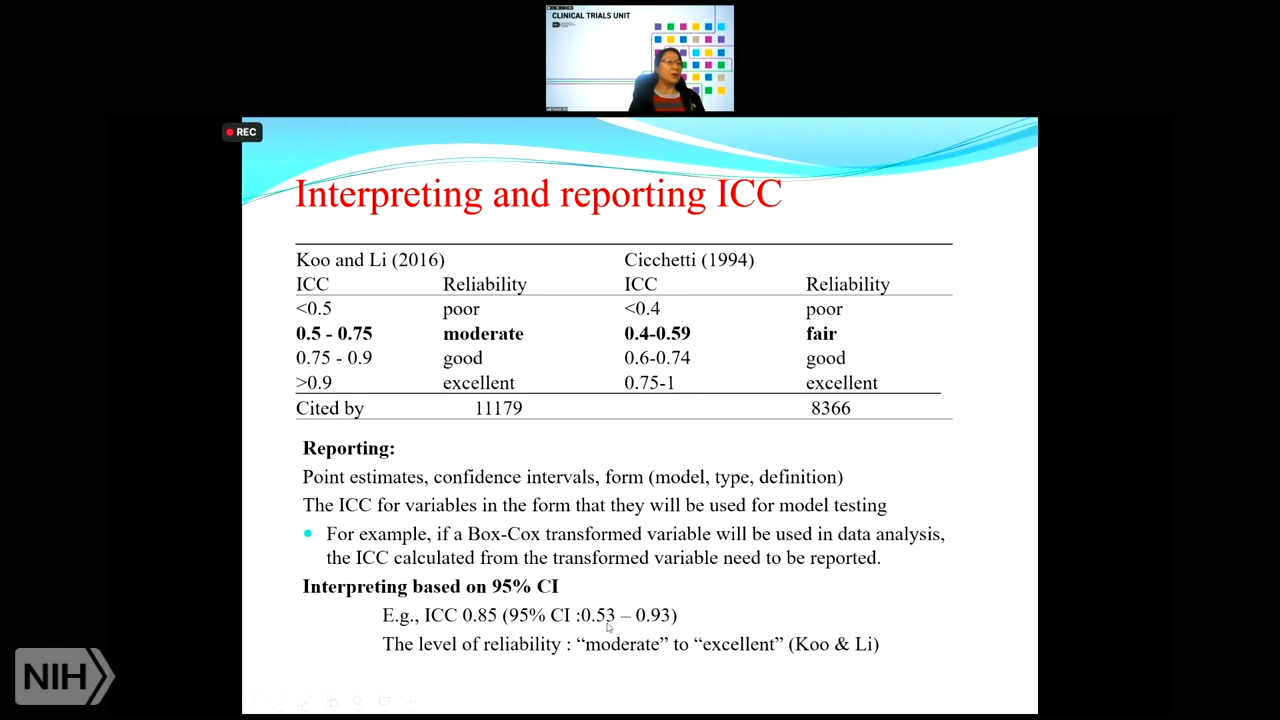 CLINICAL TRIALS UNIT
REC
Interpreting and reporting ICC
Koo and Li (2016) Cicchetti (1994)
ICC Reliability ICC Reliability
<0.5 poor <0.4 poor
0.5 - 0.75 moderate 0.4-0.59 fair
0.75 - 0.9 good 0.6-0.74 good
>0.9 excellent 0.75-1 excellent
Cited by 11179 8366
Reporting:
Point estimates, confidence intervals, form (model, type, definition)
The ICC for variables in the form that they will be used for model testing
For example, if a Box-Cox transformed variable will be used in data analysis,
the ICC calculated from the transformed variable need to be reported.
Interpreting based on 95% CI
E.g., ICC 0.85 (95% CI :0.53 – 0.93)
The level of reliability : “moderate” to “excellent” (Koo & Li)
NIH